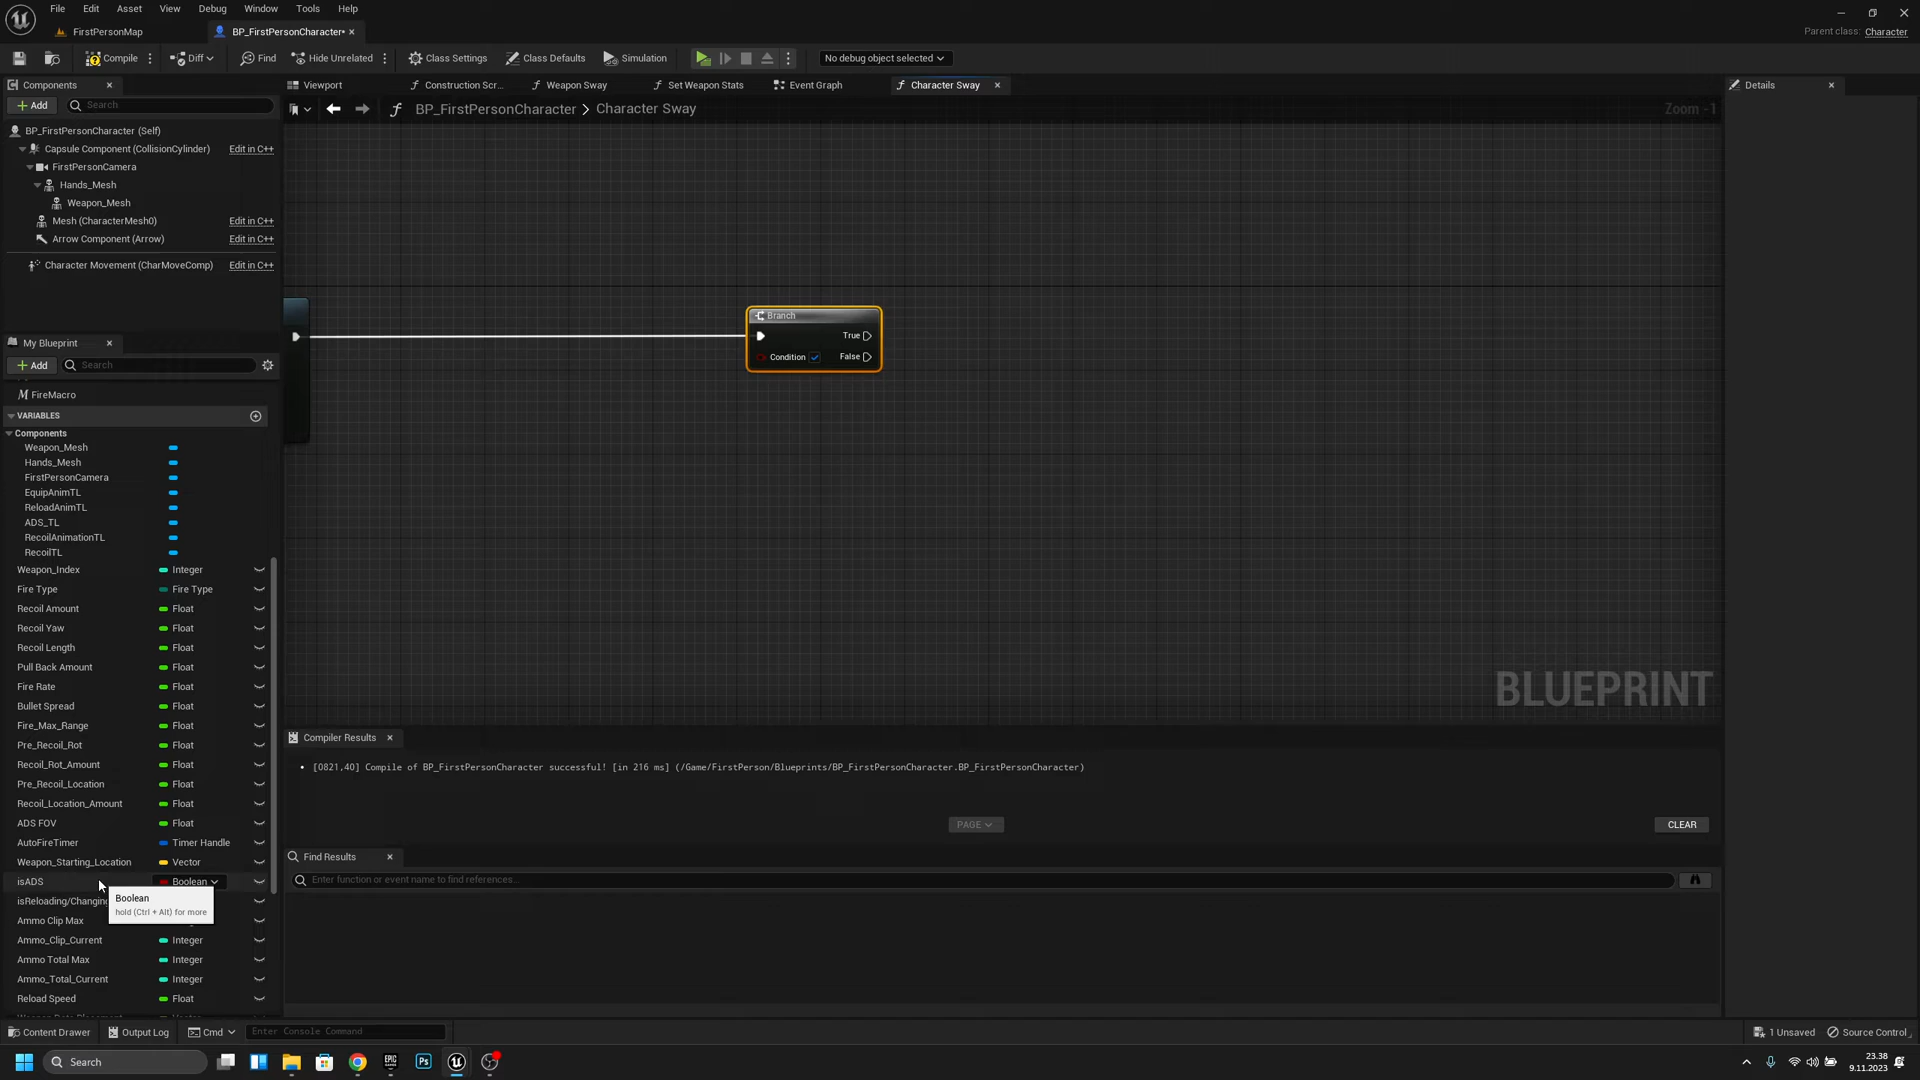 File Edit Asset View Debug Window Tools Help
FirstPersonMap BP_FirstPersonCharacter* Parent class: Character
Compile Diff Find Hide Unrelated Class Settings Class Defaults Simulation No debug object selected
Components Viewport Construction Scr... Weapon Sway Set Weapon Stats Event Graph Character Sway Details
Add Search BP_FirstPersonCharacter > Character Sway Zoom -1
BP_FirstPersonCharacter (Self)
Capsule Component (CollisionCylinder) Edit in C++
FirstPersonCamera
Hands_Mesh
Weapon_Mesh
Mesh (CharacterMesh0) Edit in C++
Arrow Component (Arrow) Edit in C++
Character Movement (CharMoveComp) Edit in C++
Branch
True
Condition False
My Blueprint
Add Search
FireMacro
VARIABLES
Components
Weapon_Mesh
Hands_Mesh
FirstPersonCamera
EquipAnimTL
ReloadAnimTL
ADS_TL
RecoilAnimationTL
RecoilTL
Weapon_Index Integer
Fire Type Fire Type
Recoil Amount Float
Recoil Yaw Float
Recoil Length Float
Pull Back Amount Float
Fire Rate Float
Bullet Spread Float
Fire_Max_Range Float
Pre_Recoil_Rot Float
Recoil_Rot_Amount Float
Pre_Recoil_Location Float
Recoil_Location_Amount Float
ADS FOV Float
AutoFireTimer Timer Handle
Weapon_Starting_Location Vector
isADS Boolean
Boolean
hold (Ctrl + Alt) for more
isReloading/Changing
Ammo Clip Max
Ammo_Clip_Current Integer
Ammo Total Max Integer
Ammo_Total_Current Integer
Reload Speed Float
BLUEPRINT
Compiler Results
[0821,40] Compile of BP_FirstPersonCharacter successful! [in 216 ms] (/Game/FirstPerson/Blueprints/BP_FirstPersonCharacter.BP_FirstPersonCharacter)
PAGE CLEAR
Find Results
Enter function or event name to find references...
Content Drawer Output Log Cmd Enter Console Command 1 Unsaved Source Control
Search EPIC GAMES Ps 23.38
9.11.2023